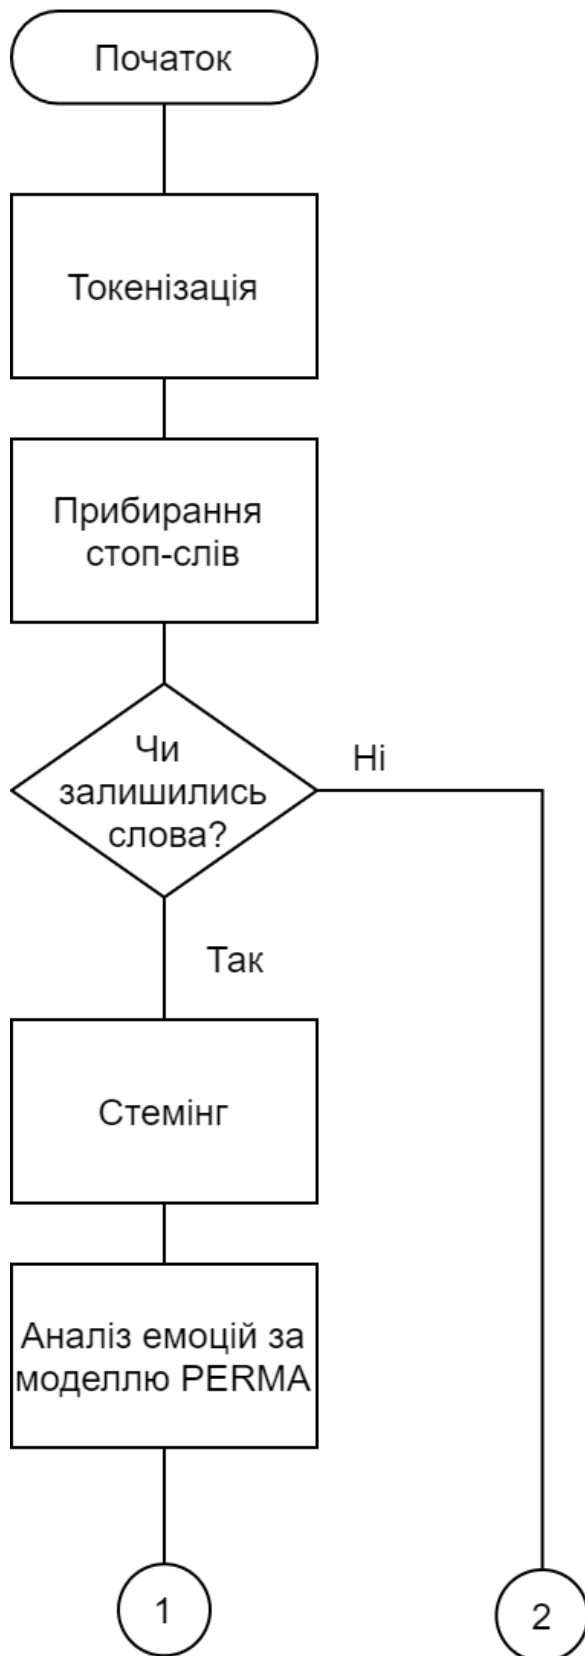 Початок
Токенізація
Прибирання
стоп-слів
Чи
залишились
слова?
Ні
Так
Стемінг
Аналіз емоцій за
моделлю PERMA
1
2